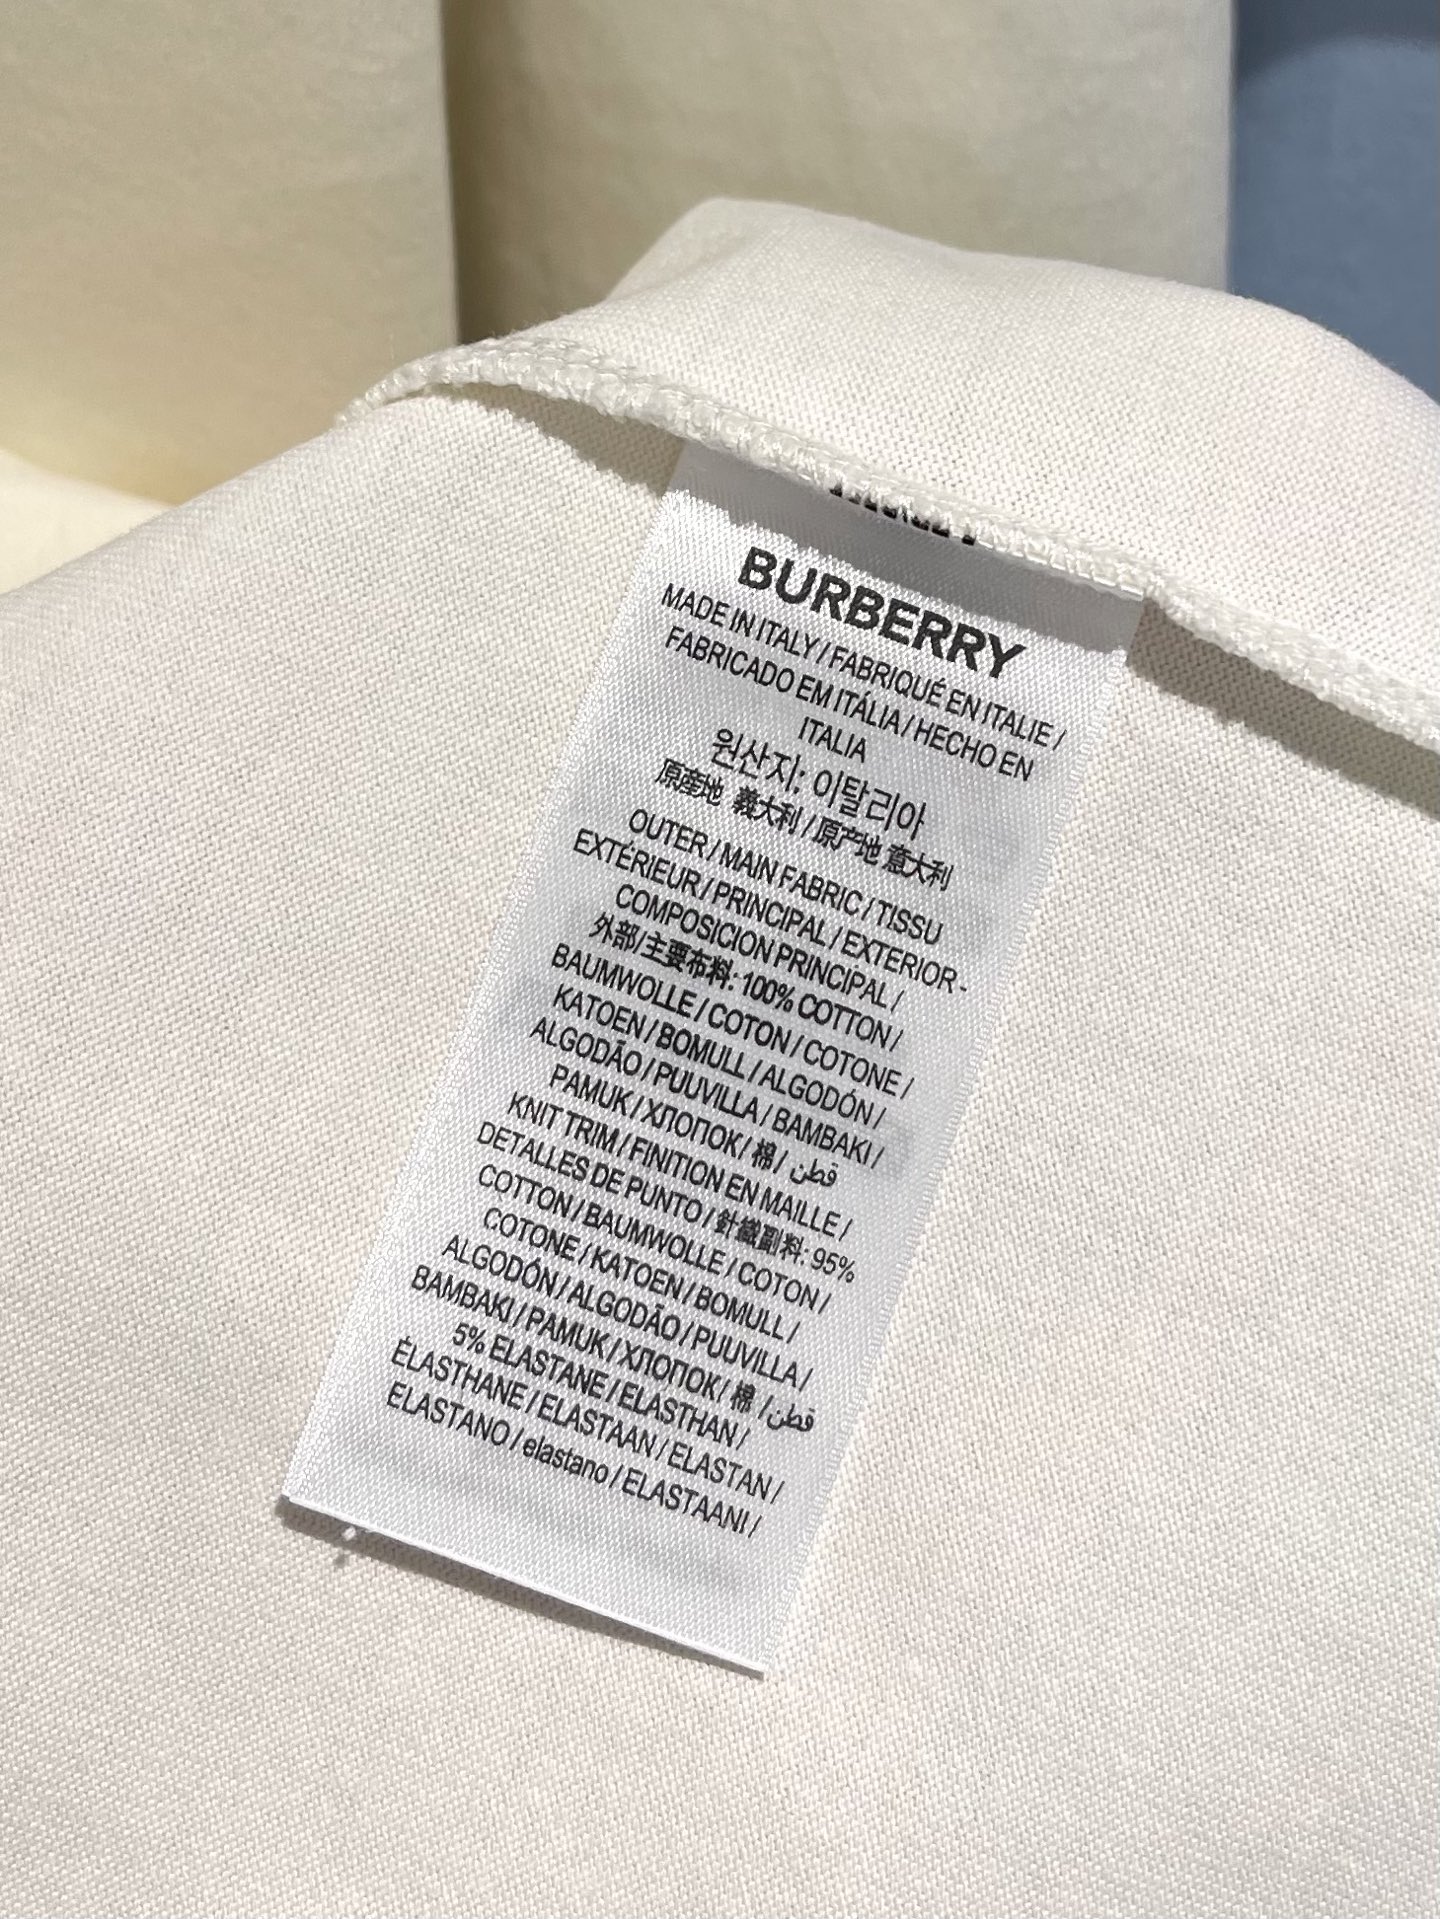 BURBERRY
MADE IN ITALY / FABRIQUÉ EN ITALIE /
FABRICADO EM ITÁLIA / HECHO EN
ITALIA
원산지: 이탈리아
原産地 義大利 / 原产地 意大利
OUTER / MAIN FABRIC / TISSU
EXTÉRIEUR / PRINCIPAL / EXTERIOR -
COMPOSICION PRINCIPAL /
外部/主要布料: 100% COTTON /
BAUMWOLLE / COTON / COTONE /
KATOEN / BOMULL / ALGODÓN /
ALGODÃO / PUUVILLA / BAMBAKI /
PAMUK / ХЛОПОК / 棉 / قطن
KNIT TRIM / FINITION EN MAILLE /
DETALLES DE PUNTO / 針織副料: 95%
COTTON / BAUMWOLLE / COTON /
COTONE / KATOEN / BOMULL /
ALGODÓN / ALGODÃO / PUUVILLA /
BAMBAKI / PAMUK / ХЛОПОК / 棉 / قطن
5% ELASTANE / ELASTHAN /
ÉLASTHANE / ELASTAAN / ELASTAN /
ELASTANO / elastano / ELASTAANI /